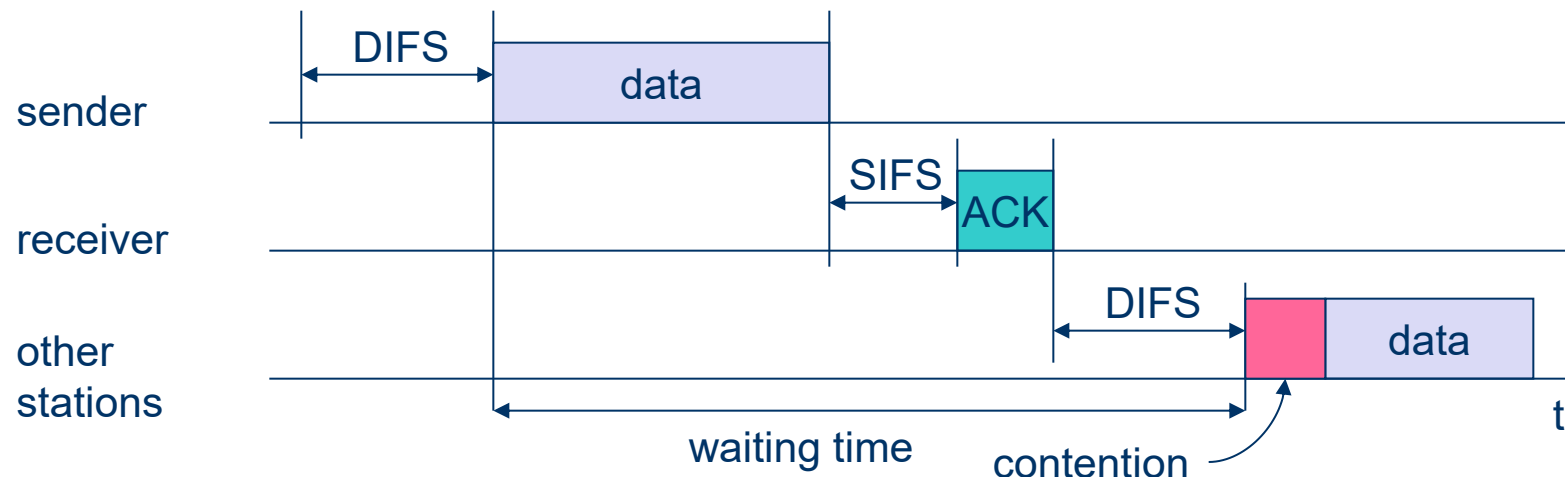 DIFS
data
sender
SIFS
ACK
receiver
DIFS
data
other
stations
t
waiting time
contention